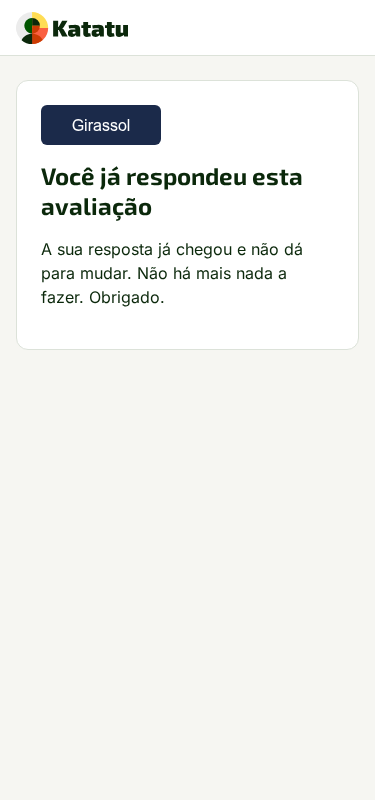 Katatu
Girassol
Você já respondeu esta
avaliação
A sua resposta já chegou e não dá
para mudar. Não há mais nada a
fazer. Obrigado.